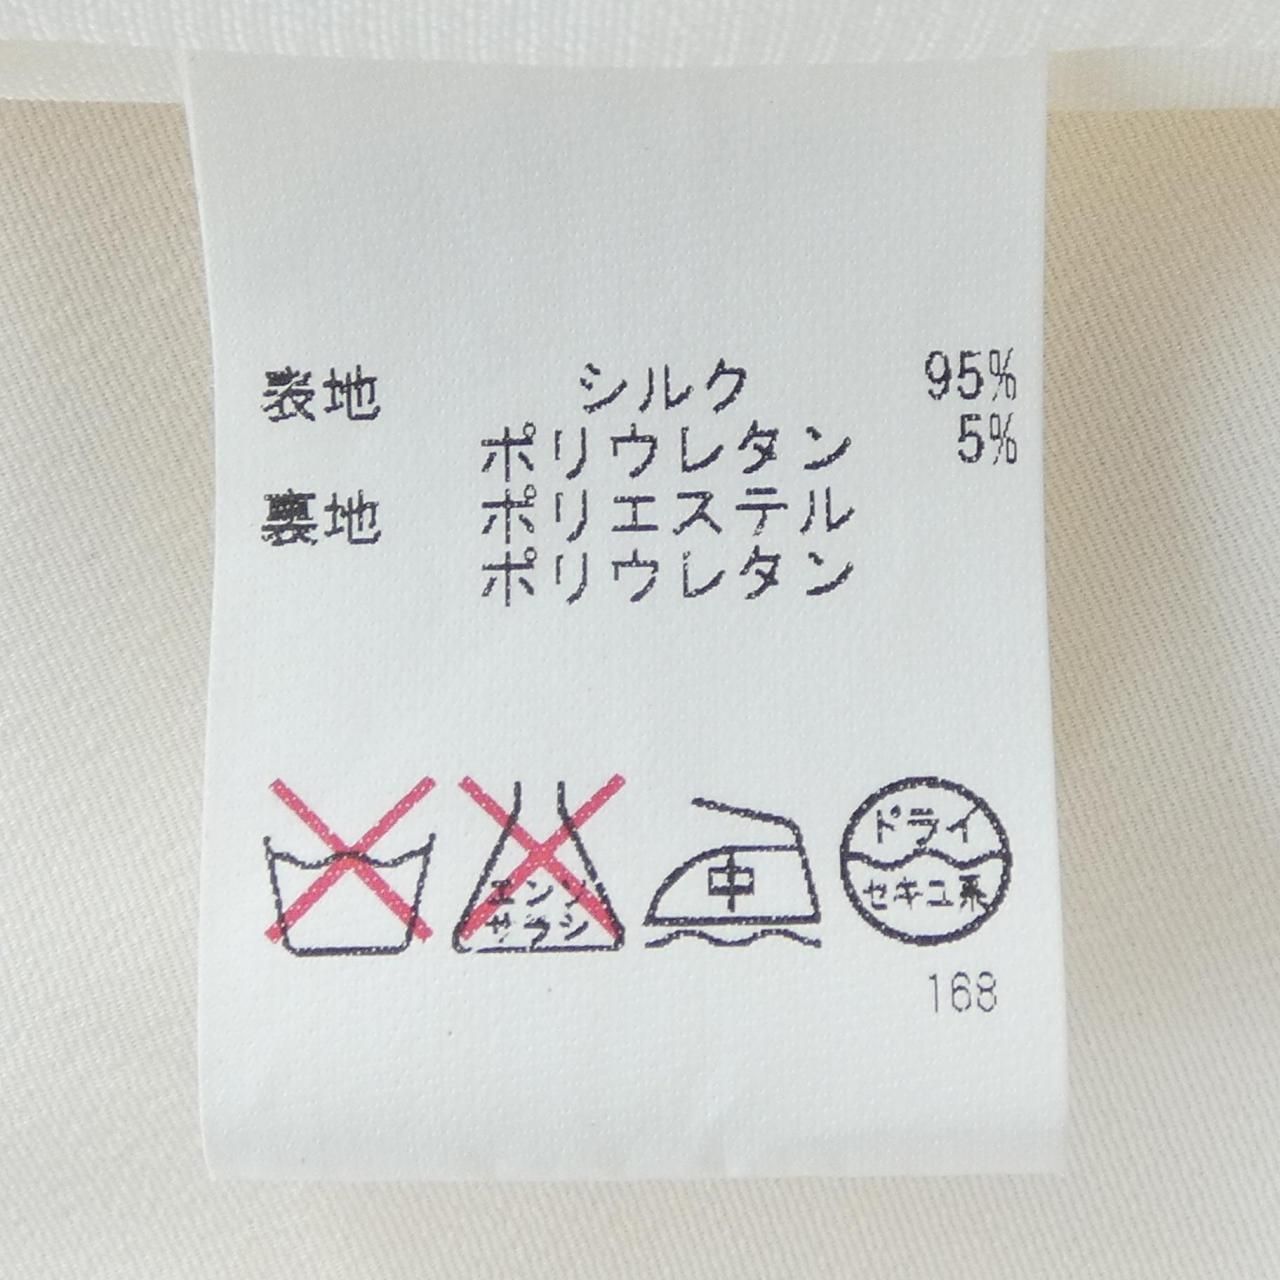 表地 シルク 95%
ポリウレタン 5%
裏地 ポリエステル
ポリウレタン
エンソ
サラシ
中
ドライ
セキユ系
168